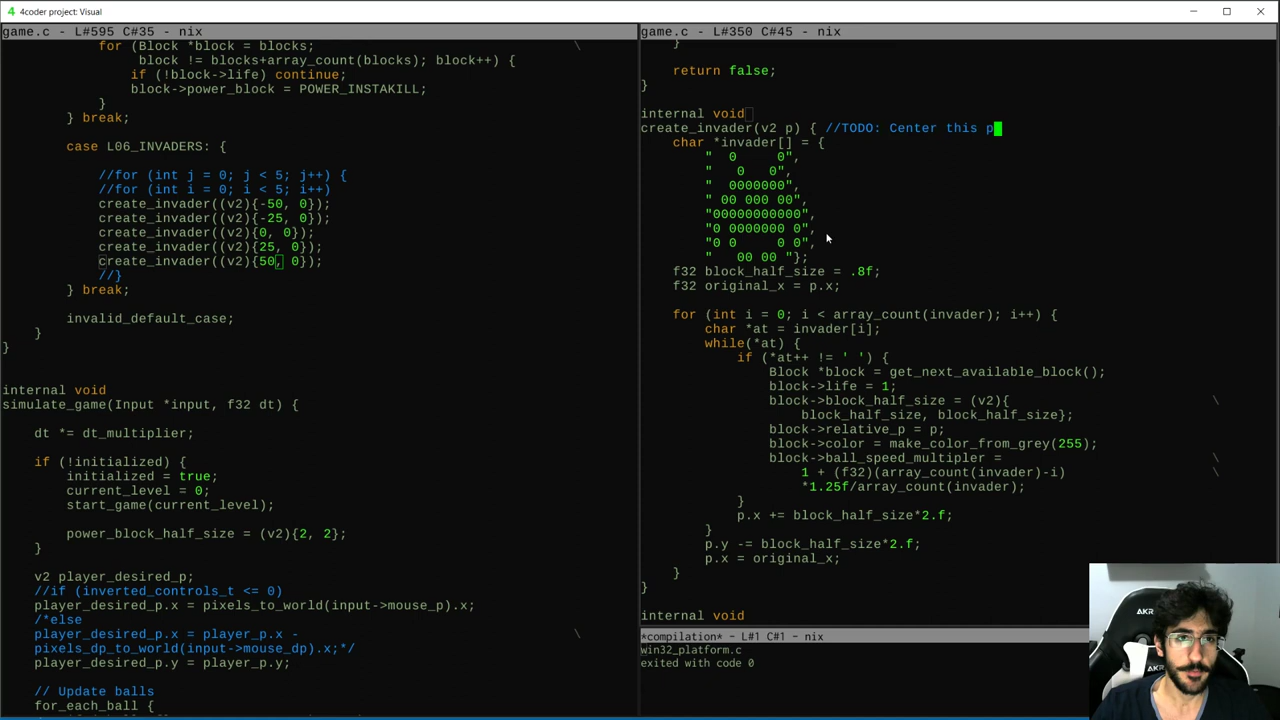 4 4coder project: Visual
game.c - L#595 C#35 - nix
for (Block *block = blocks; \
block != blocks+array_count(blocks); block++) {
if (!block->life) continue;
block->power_block = POWER_INSTAKILL;
}
} break;
case L06_INVADERS: {
//for (int j = 0; j < 5; j++) {
//for (int i = 0; i < 5; i++)
create_invader((v2){-50, 0});
create_invader((v2){-25, 0});
create_invader((v2){0, 0});
create_invader((v2){25, 0});
create_invader((v2){50, 0});
//}
} break;
invalid_default_case;
}
}
internal void
simulate_game(Input *input, f32 dt) {
dt *= dt_multiplier;
if (!initialized) {
initialized = true;
current_level = 0;
start_game(current_level);
power_block_half_size = (v2){2, 2};
}
v2 player_desired_p;
//if (inverted_controls_t <= 0)
player_desired_p.x = pixels_to_world(input->mouse_p).x;
/*else
player_desired_p.x = player_p.x - \
pixels_dp_to_world(input->mouse_dp).x;*/
player_desired_p.y = player_p.y;
// Update balls
for_each_ball {
game.c - L#350 C#45 - nix
}
return false;
}
internal void
create_invader(v2 p) { //TODO: Center this p
char *invader[] = {
"  0     0",
"   0   0",
"  0000000",
" 00 000 00",
"00000000000",
"0 0000000 0",
"0 0     0 0",
"   00 00 "};
f32 block_half_size = .8f;
f32 original_x = p.x;
for (int i = 0; i < array_count(invader); i++) {
char *at = invader[i];
while(*at) {
if (*at++ != ' ') {
Block *block = get_next_available_block();
block->life = 1;
block->block_half_size = (v2){ \
block_half_size, block_half_size};
block->relative_p = p;
block->color = make_color_from_grey(255);
block->ball_speed_multipler = \
1 + (f32)(array_count(invader)-i) \
*1.25f/array_count(invader);
}
p.x += block_half_size*2.f;
}
p.y -= block_half_size*2.f;
p.x = original_x;
}
}
internal void
*compilation* - L#1 C#1 - nix
win32_platform.c
exited with code 0